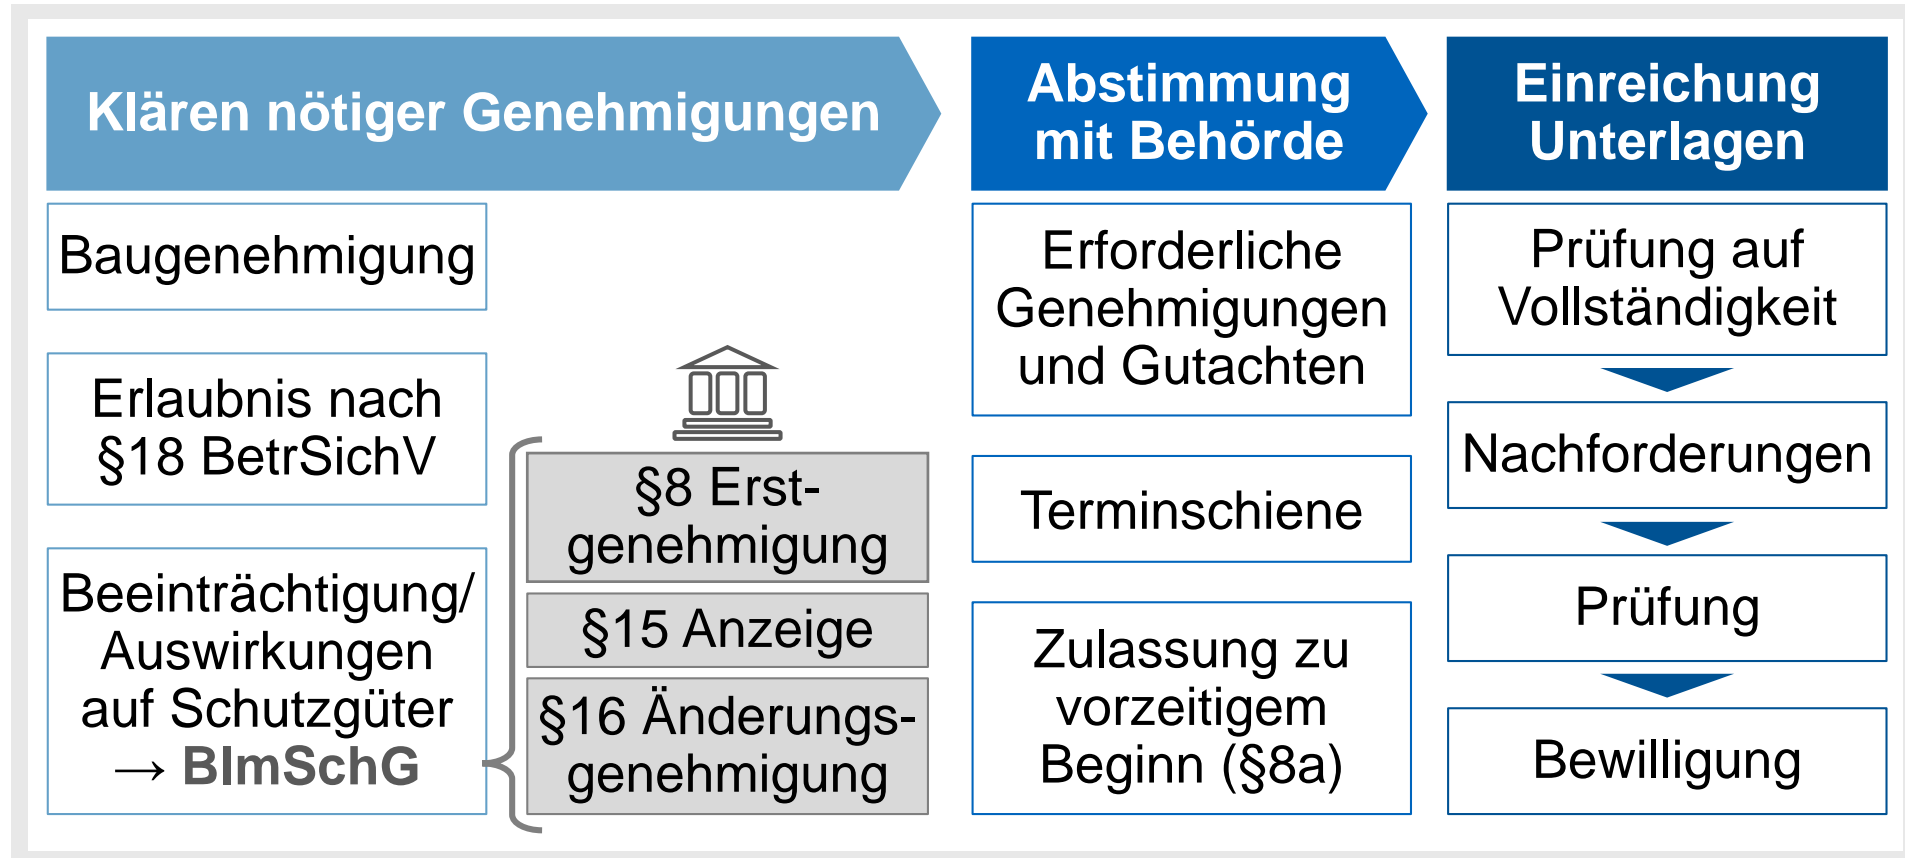 Klären nötiger Genehmigungen
Baugenehmigung
Erlaubnis nach
§18 BetrSichV
Beeinträchtigung/
Auswirkungen
auf Schutzgüter
→ BImSchG
§8 Erst-
genehmigung
§15 Anzeige
§16 Änderungs-
genehmigung
Abstimmung
mit Behörde
Erforderliche
Genehmigungen
und Gutachten
Terminschiene
Zulassung zu
vorzeitigem
Beginn (§8a)
Einreichung
Unterlagen
Prüfung auf
Vollständigkeit
Nachforderungen
Prüfung
Bewilligung